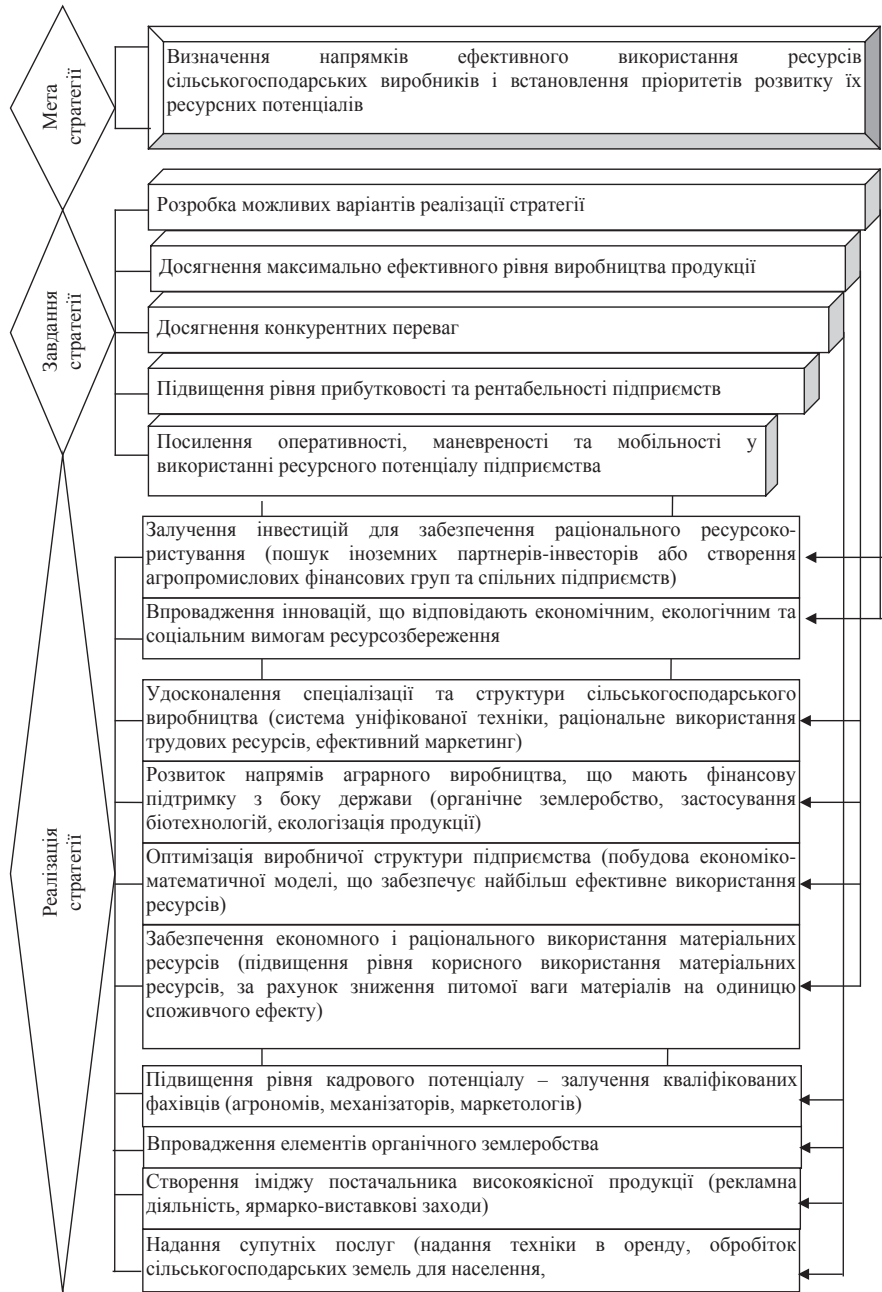 Мета
стратегії
Визначення напрямків ефективного використання ресурсів
сільськогосподарських виробників і встановлення пріоритетів розвитку їх
ресурсних потенціалів
Завдання
стратегії
Розробка можливих варіантів реалізації стратегії
Досягнення максимально ефективного рівня виробництва продукції
Досягнення конкурентних переваг
Підвищення рівня прибутковості та рентабельності підприємств
Посилення оперативності, маневреності та мобільності у
використанні ресурсного потенціалу підприємства
Реалізація
стратегії
Залучення інвестицій для забезпечення раціонального ресурсоко-
ристування (пошук іноземних партнерів-інвесторів або створення
агропромислових фінансових груп та спільних підприємств)
Впровадження інновацій, що відповідають економічним, екологічним та
соціальним вимогам ресурсозбереження
Удосконалення спеціалізації та структури сільськогосподарського
виробництва (система уніфікованої техніки, раціональне використання
трудових ресурсів, ефективний маркетинг)
Розвиток напрямів аграрного виробництва, що мають фінансову
підтримку з боку держави (органічне землеробство, застосування
біотехнологій, екологізація продукції)
Оптимізація виробничої структури підприємства (побудова економіко-
математичної моделі, що забезпечує найбільш ефективне використання
ресурсів)
Забезпечення економного і раціонального використання матеріальних
ресурсів (підвищення рівня корисного використання матеріальних
ресурсів, за рахунок зниження питомої ваги матеріалів на одиницю
споживчого ефекту)
Підвищення рівня кадрового потенціалу – залучення кваліфікованих
фахівців (агрономів, механізаторів, маркетологів)
Впровадження елементів органічного землеробства
Створення іміджу постачальника високоякісної продукції (рекламна
діяльність, ярмарко-виставкові заходи)
Надання супутніх послуг (надання техніки в оренду, обробіток
сільськогосподарських земель для населення,